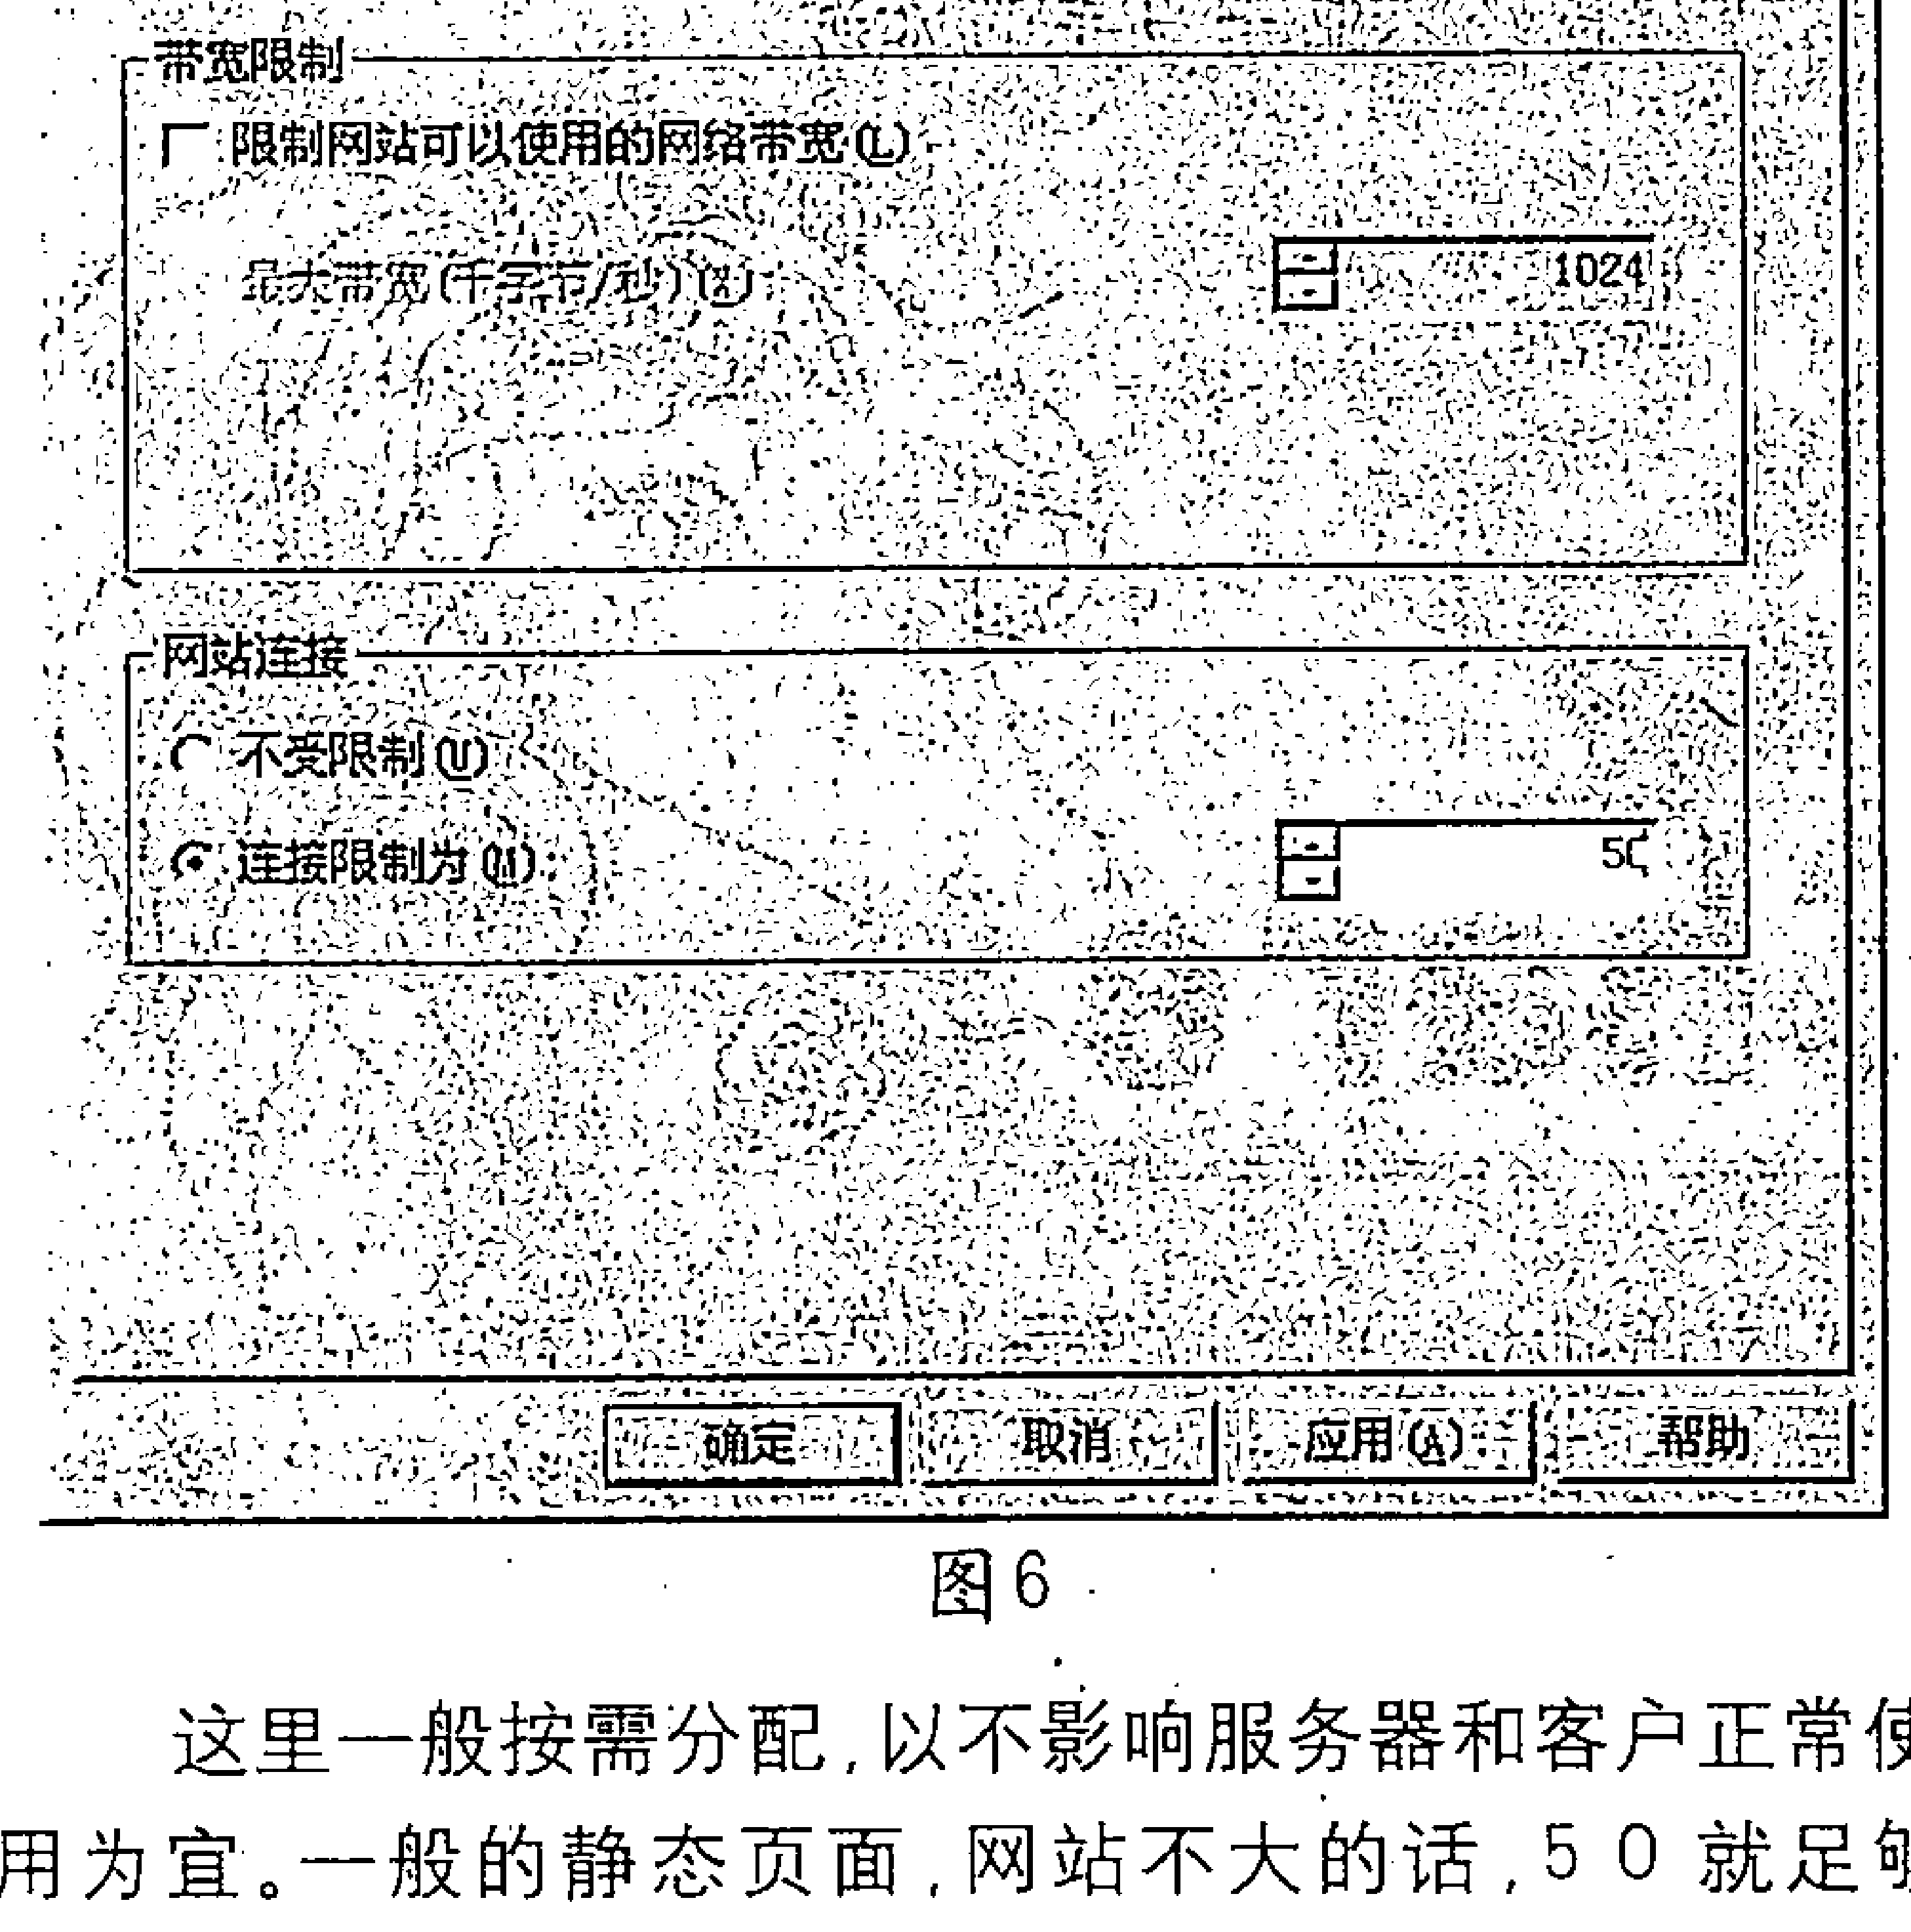 带宽限制
限制网站可以使用的网络带宽(L)
最大带宽(千字节/秒)(X): 1024
网站连接
不受限制(U)
连接限制为(M): 50
确定 取消 应用(A) 帮助
图6
这里一般按需分配,以不影响服务器和客户正常使
用为宜。一般的静态页面,网站不大的话,50就足够